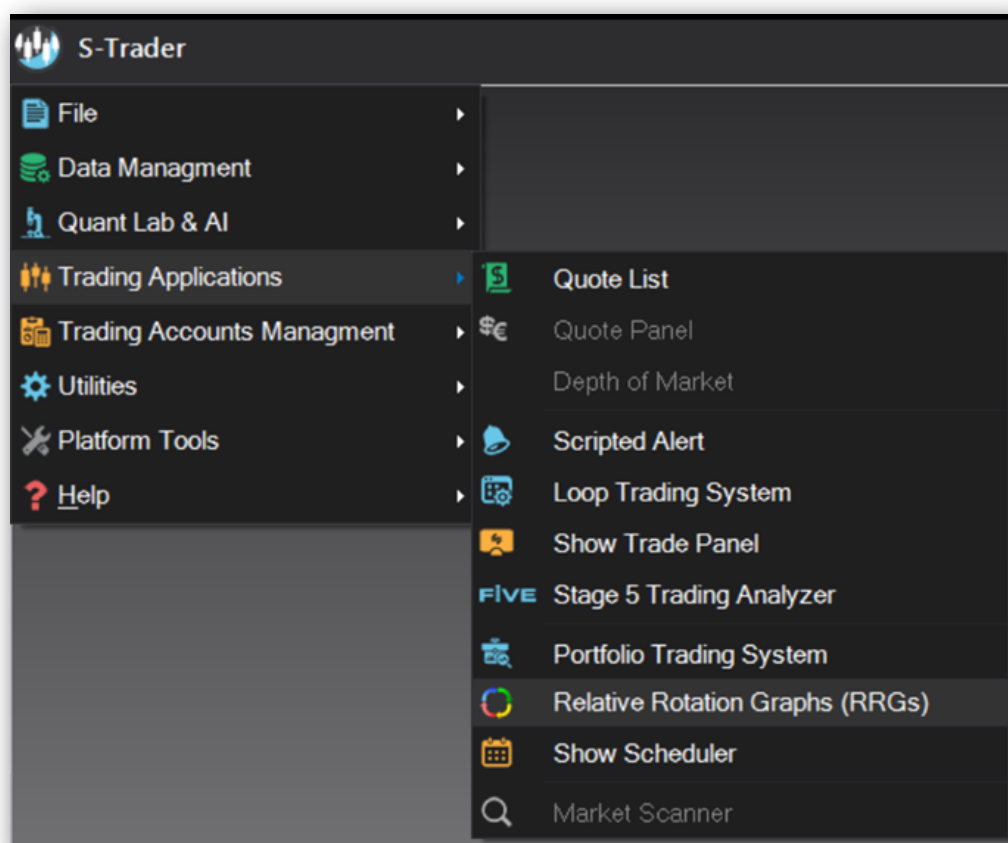 S-Trader
File
Data Managment
Quant Lab & AI
Trading Applications
Trading Accounts Managment
Utilities
Platform Tools
Help
Quote List
Quote Panel
Depth of Market
Scripted Alert
Loop Trading System
Show Trade Panel
FIVE Stage 5 Trading Analyzer
Portfolio Trading System
Relative Rotation Graphs (RRGs)
Show Scheduler
Market Scanner